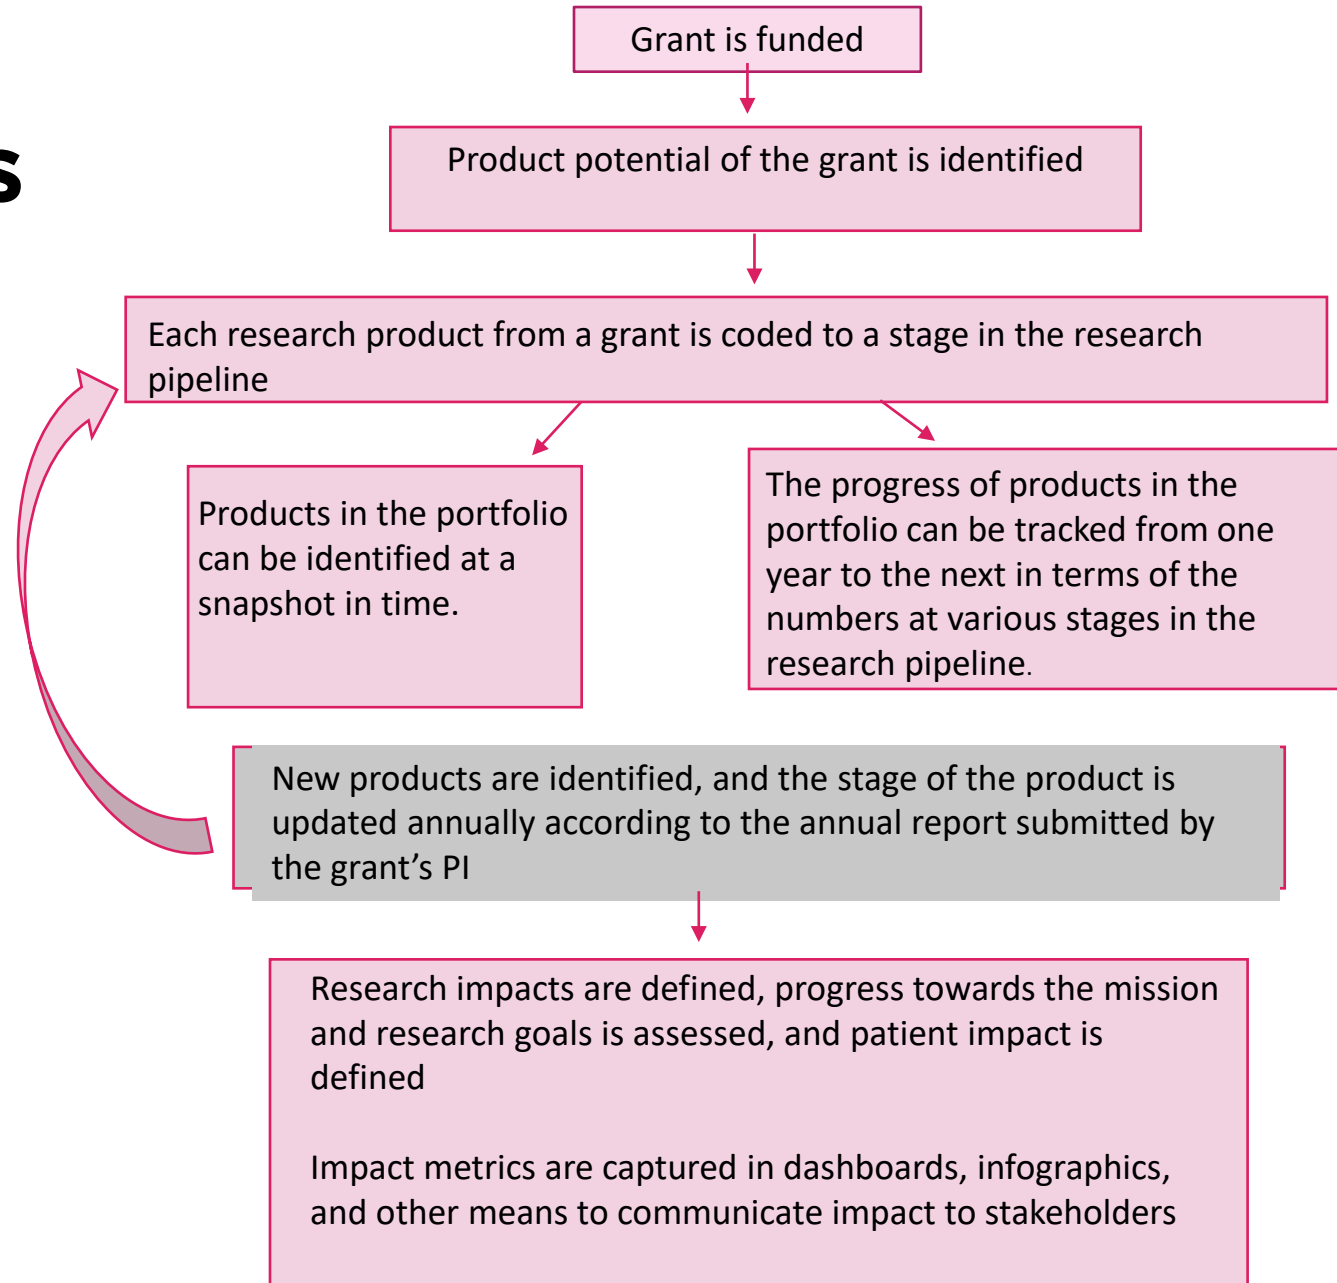 Grant is funded
s
Product potential of the grant is identified
Each research product from a grant is coded to a stage in the research
pipeline
Products in the portfolio
can be identified at a
snapshot in time.
The progress of products in the
portfolio can be tracked from one
year to the next in terms of the
numbers at various stages in the
research pipeline.
New products are identified, and the stage of the product is
updated annually according to the annual report submitted by
the grant’s PI
Research impacts are defined, progress towards the mission
and research goals is assessed, and patient impact is
defined
Impact metrics are captured in dashboards, infographics,
and other means to communicate impact to stakeholders